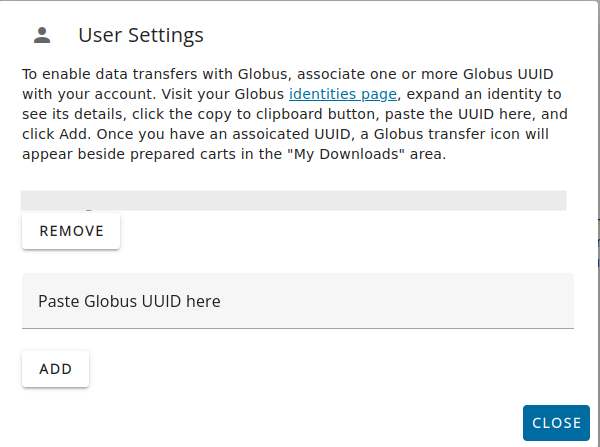 User Settings
To enable data transfers with Globus, associate one or more Globus UUID
with your account. Visit your Globus identities page, expand an identity to
see its details, click the copy to clipboard button, paste the UUID here, and
click Add. Once you have an assoicated UUID, a Globus transfer icon will
appear beside prepared carts in the "My Downloads" area.
REMOVE
Paste Globus UUID here
ADD
CLOSE